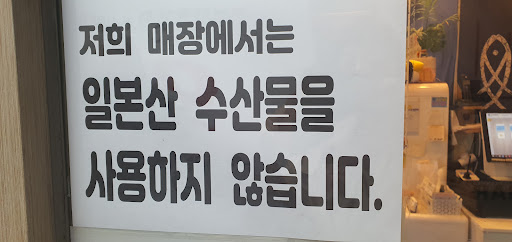 저희 매장에서는
일본산 수산물을
사용하지 않습니다.